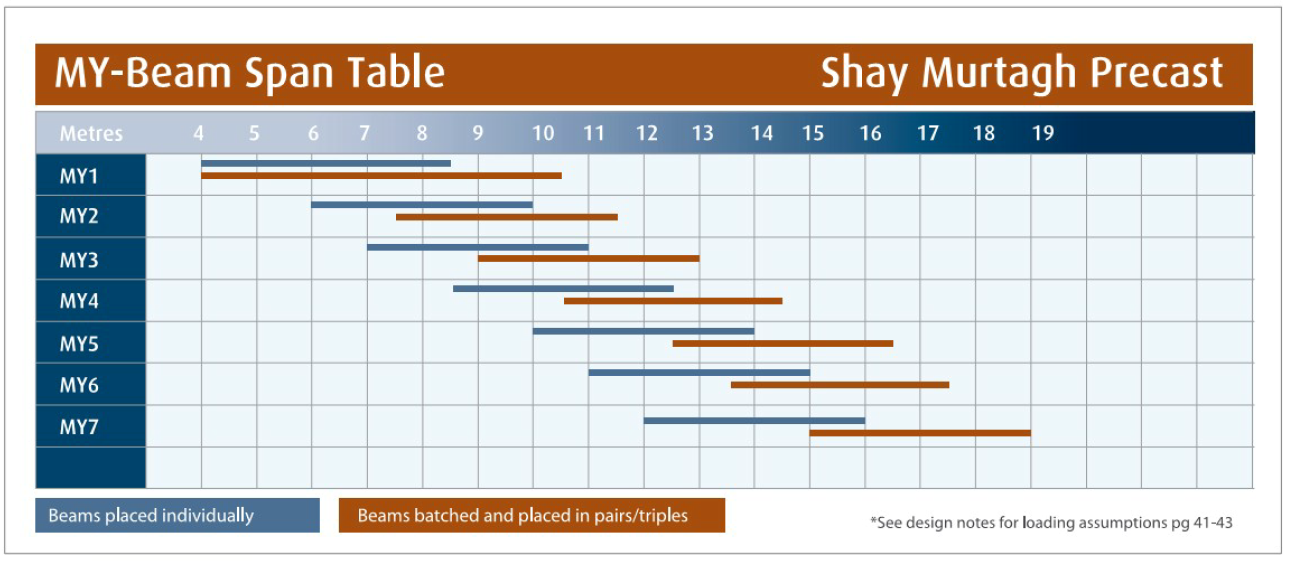 MY-Beam Span Table Shay Murtagh Precast
Metres 4 5 6 7 8 9 10 11 12 13 14 15 16 17 18 19
MY1
MY2
MY3
MY4
MY5
MY6
MY7
Beams placed individually Beams batched and placed in pairs/triples *See design notes for loading assumptions pg 41-43